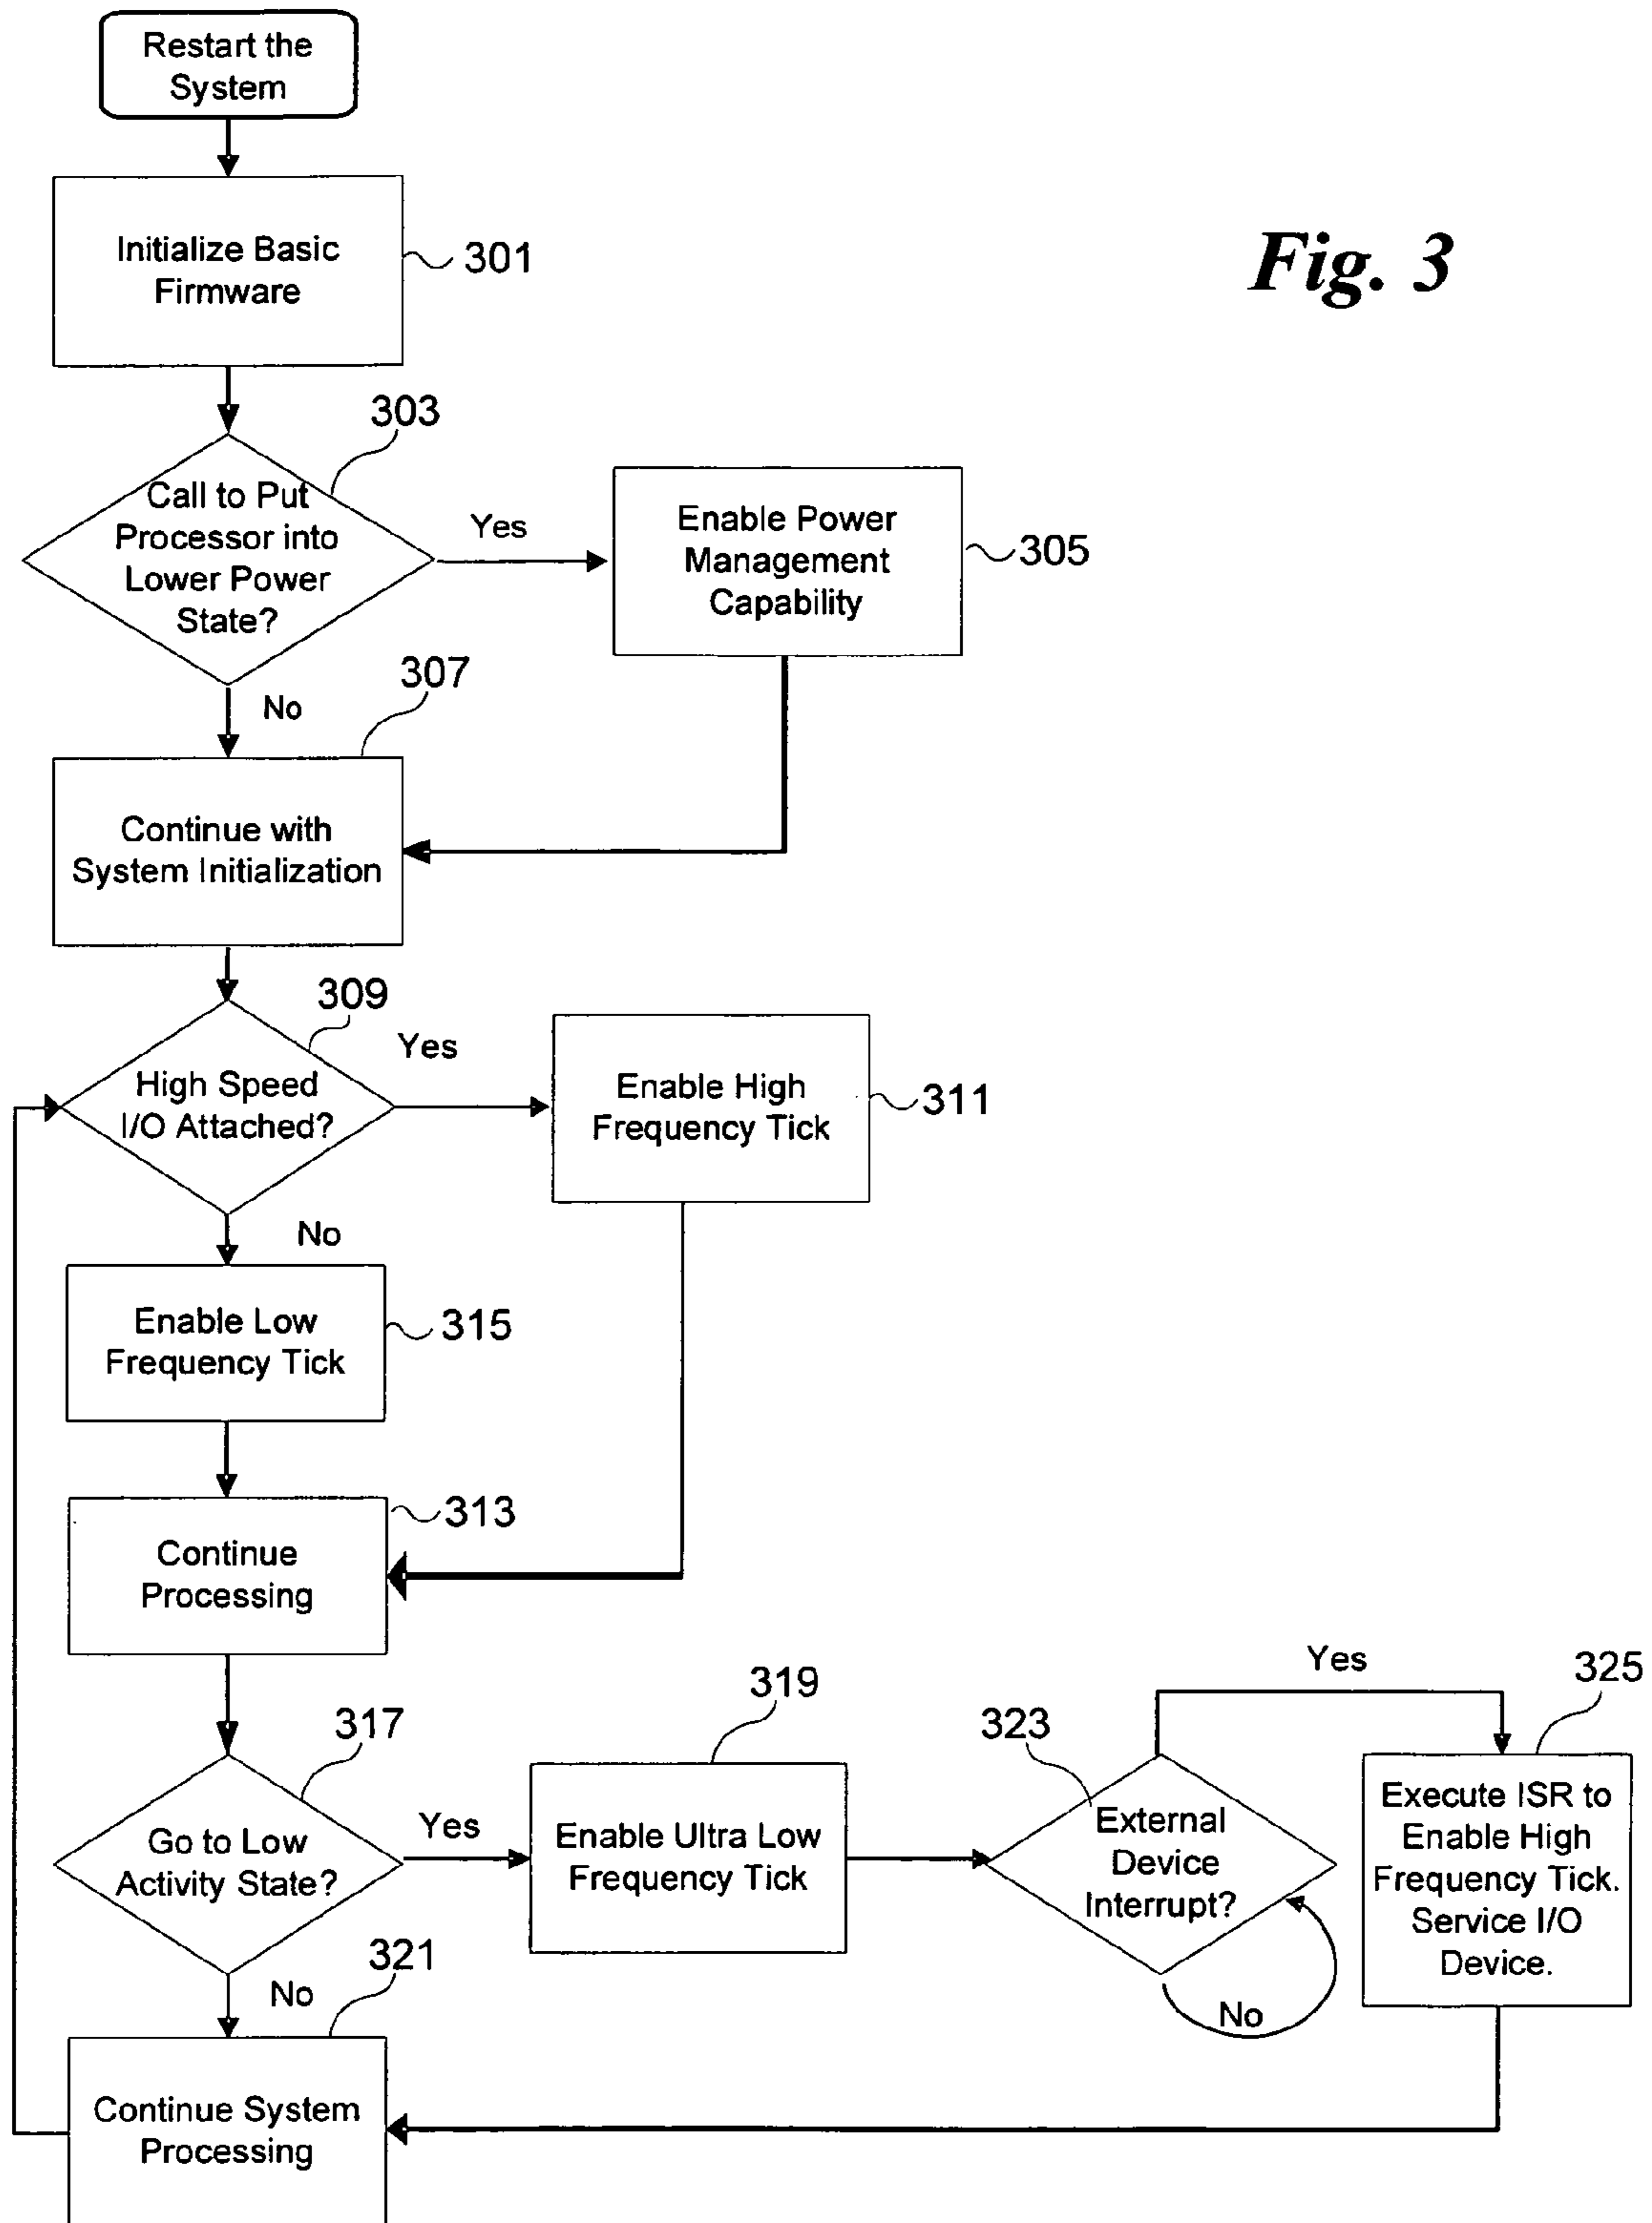 Restart the
System
Initialize Basic
Firmware
301
Fig. 3
303
Call to Put
Processor into
Lower Power
State?
Yes
Enable Power
Management
Capability
305
No
307
Continue with
System Initialization
309
High Speed
I/O Attached?
Yes
Enable High
Frequency Tick
311
No
Enable Low
Frequency Tick
315
313
Continue
Processing
317
Go to Low
Activity State?
Yes
319
Enable Ultra Low
Frequency Tick
323
External
Device
Interrupt?
Yes
No
325
Execute ISR to
Enable High
Frequency Tick.
Service I/O
Device.
No
321
Continue System
Processing